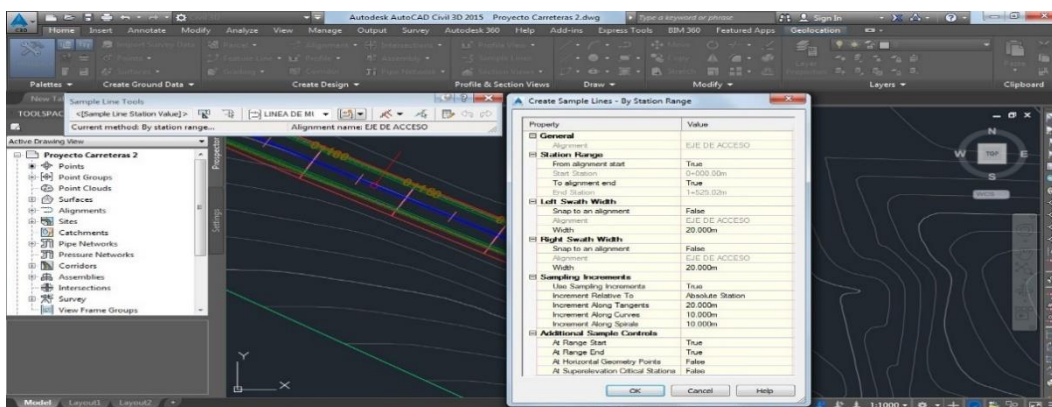 Autodesk AutoCAD Civil 3D 2015 Proyecto Carreteras 2.dwg
Type a keyword or phrase
Sign In
C3D
Home Insert Annotate Modify Analyze View Manage Output Survey Autodesk 360 Help Add-ins Express Tools BIM 360 Featured Apps Geolocation
Palettes Create Ground Data Create Design Profile & Section Views Draw Modify Layers Clipboard
Sample Line Tools
<[Sample Line Station Value]> LINEA DE MI
Current method: By station range... Alignment name: EJE DE ACCESO
TOOLSPAC
Active Drawing View
Proyecto Carreteras 2
Points
Point Groups
Point Clouds
Surfaces
Alignments
Sites
Catchments
Pipe Networks
Pressure Networks
Corridors
Assemblies
Intersections
Survey
View Frame Groups
Prospector
Settings
Create Sample Lines - By Station Range
Property Value
General
Alignment EJE DE ACCESO
Station Range
From alignment start True
Start Station 0+000.00m
To alignment end True
End Station 1+525.02m
Left Swath Width
Snap to an alignment False
Alignment EJE DE ACCESO
Width 20.000m
Right Swath Width
Snap to an alignment False
Alignment EJE DE ACCESO
Width 20.000m
Sampling Increments
Use Sampling Increments True
Increment Relative To Absolute Station
Increment Along Tangents 20.000m
Increment Along Curves 10.000m
Increment Along Spirals 10.000m
Additional Sample Controls
At Range Start True
At Range End True
At Horizontal Geometry Points False
At Superelevation Critical Stations False
OK Cancel Help
N
W TOP E
S
WCS
Y
X
Model Layout1 Layout2
1:1000